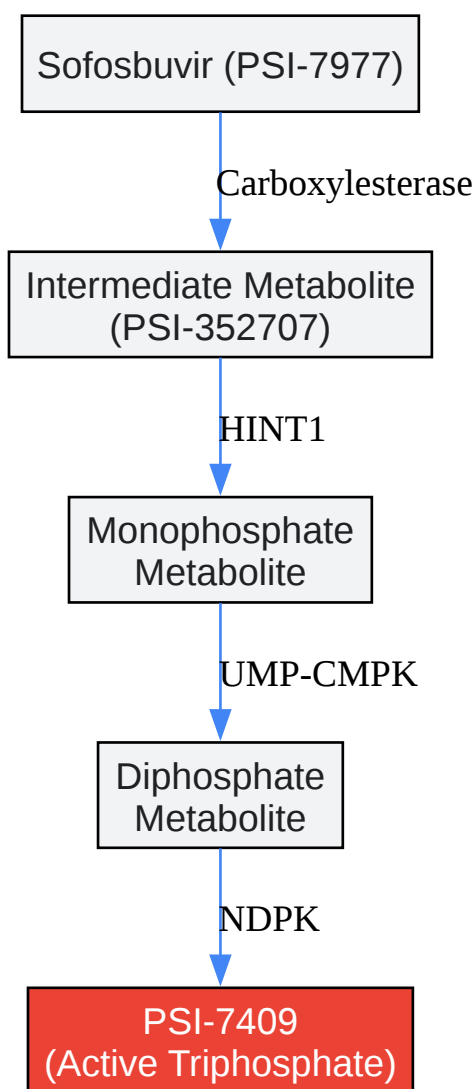 Sofosbuvir (PSI-7977)
Carboxylesterase
Intermediate Metabolite
(PSI-352707)
HINT1
Monophosphate
Metabolite
UMP-CMPK
Diphosphate
Metabolite
NDPK
PSI-7409
(Active Triphosphate)